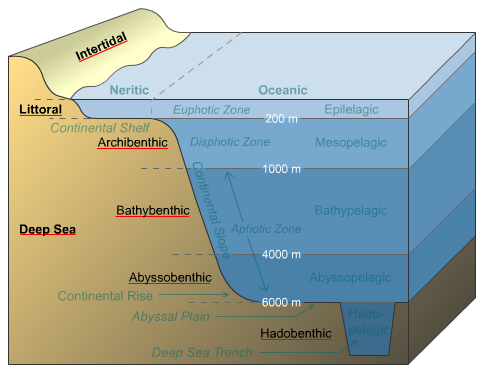 Intertidal
Neritic
Oceanic
Littoral
Euphotic Zone
Epilelagic
200 m
Continental Shelf
Archibenthic
Disphotic Zone
Mesopelagic
1000 m
Continental Slope
Bathybenthic
Bathypelagic
Deep Sea
Aphotic Zone
4000 m
Abyssobenthic
Abyssopelagic
Continental Rise
6000 m
Abyssal Plain
Hado-
pelagic
Hadobenthic
Deep Sea Trench